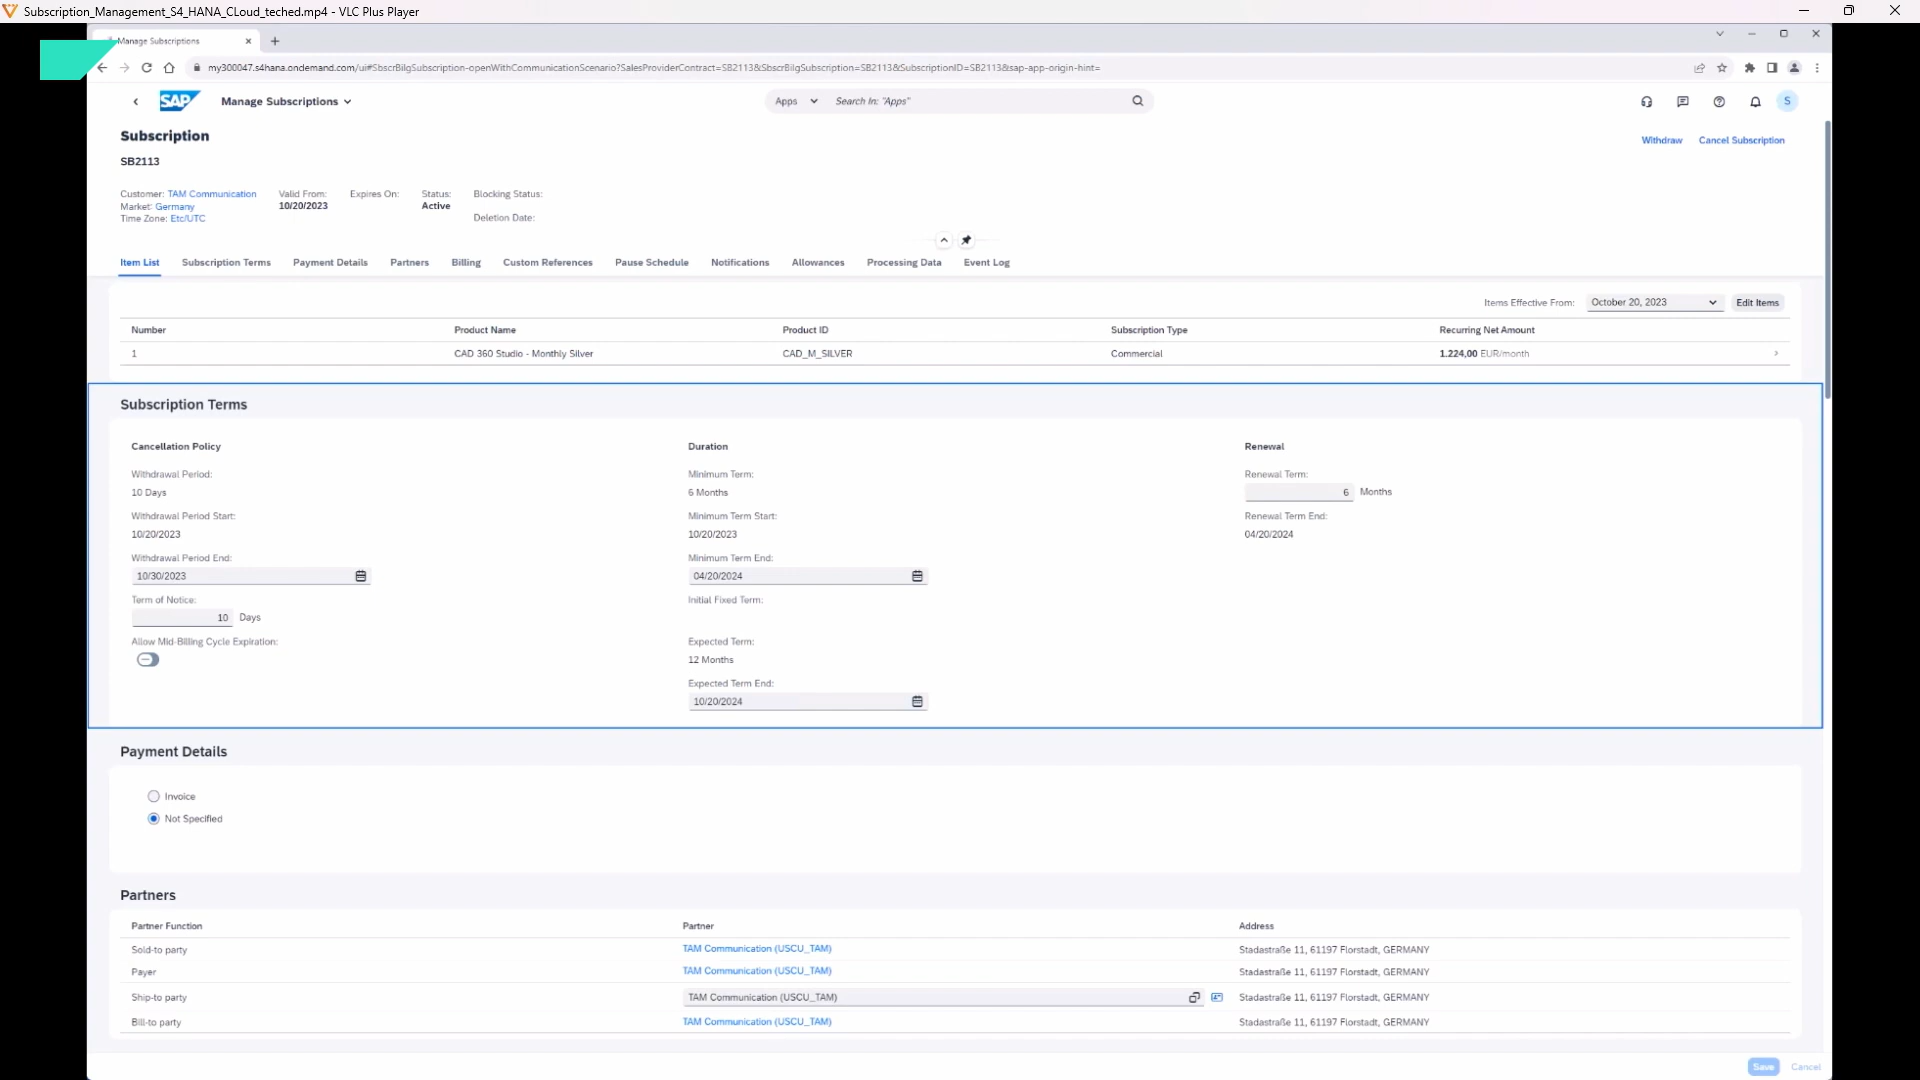 Subscription_Management_S4_HANA_CLoud_teched.mp4 - VLC Plus Player
Manage Subscriptions
my300047.s4hana.ondemand.com/ui#SbscrBilgSubscription-openWithCommunicationScenario?SalesProviderContract=SB2113&SbscrBilgSubscription=SB2113&SubscriptionID=SB2113&sap-app-origin-hint=
SAP Manage Subscriptions Apps Search In: "Apps" S
Subscription
Withdraw Cancel Subscription
SB2113
Customer: TAM Communication Valid From: Expires On: Status: Blocking Status:
Market: Germany 10/20/2023 Active
Time Zone: Etc/UTC Deletion Date:
Item List Subscription Terms Payment Details Partners Billing Custom References Pause Schedule Notifications Allowances Processing Data Event Log
Items Effective From: October 20, 2023 Edit Items
Number Product Name Product ID Subscription Type Recurring Net Amount
1 CAD 360 Studio - Monthly Silver CAD_M_SILVER Commercial 1.224,00 EUR/month
Subscription Terms
Cancellation Policy Duration Renewal
Withdrawal Period: Minimum Term: Renewal Term:
10 Days 6 Months 6 Months
Withdrawal Period Start: Minimum Term Start: Renewal Term End:
10/20/2023 10/20/2023 04/20/2024
Withdrawal Period End: Minimum Term End:
10/30/2023 04/20/2024
Term of Notice: Initial Fixed Term:
10 Days
Allow Mid-Billing Cycle Expiration: Expected Term:
12 Months
Expected Term End:
10/20/2024
Payment Details
Invoice
Not Specified
Partners
Partner Function Partner Address
Sold-to party TAM Communication (USCU_TAM) Stadastraße 11, 61197 Florstadt, GERMANY
Payer TAM Communication (USCU_TAM) Stadastraße 11, 61197 Florstadt, GERMANY
Ship-to party TAM Communication (USCU_TAM) Stadastraße 11, 61197 Florstadt, GERMANY
Bill-to party TAM Communication (USCU_TAM) Stadastraße 11, 61197 Florstadt, GERMANY
Save Cancel